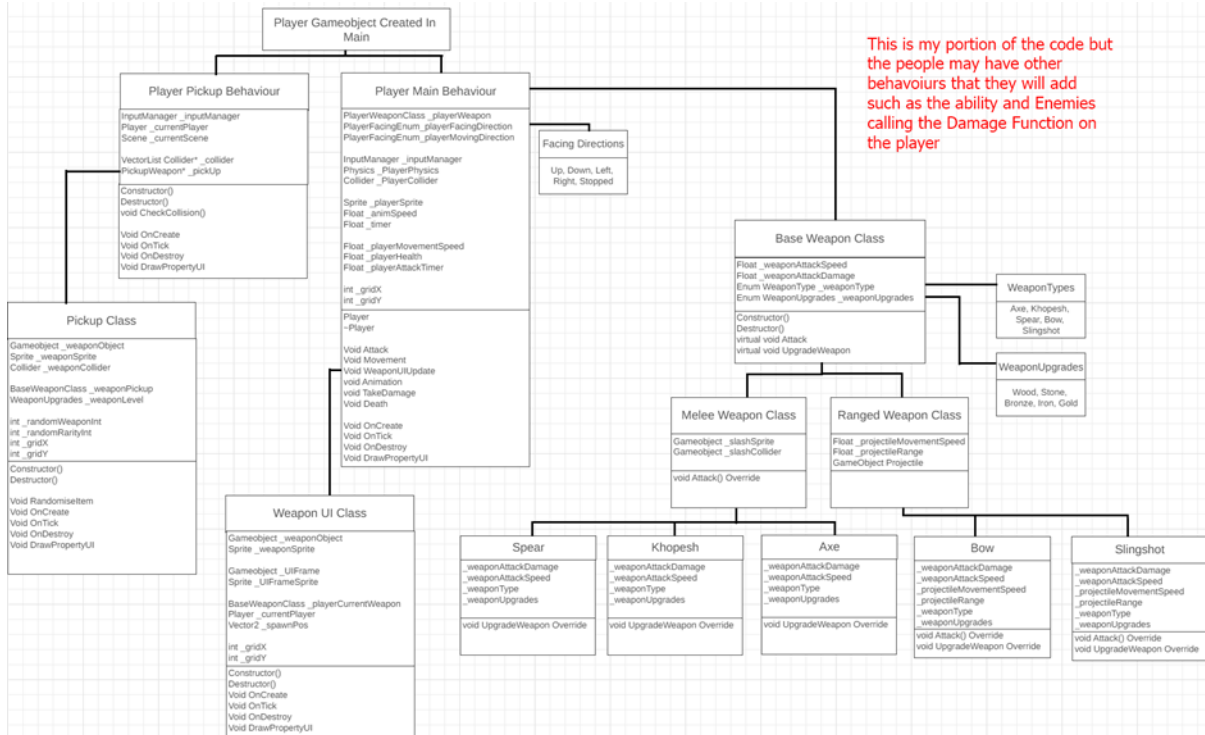 Player Gameobject Created In
Main
This is my portion of the code but
the people may have other
behavoiurs that they will add
such as the ability and Enemies
calling the Damage Function on
the player
Player Pickup Behaviour
InputManager _inputManager
Player _currentPlayer
Scene _currentScene
VectorList Collider* _collider
PickupWeapon* _pickUp
Constructor()
Destructor()
void CheckCollision()
Void OnCreate
Void OnTick
Void OnDestroy
Void DrawPropertyUI
Player Main Behaviour
PlayerWeaponClass _playerWeapon
PlayerFacingEnum_playerFacingDirection
PlayerFacingEnum_playerMovingDirection
InputManager _inputManager
Physics _PlayerPhysics
Collider _PlayerCollider
Sprite _playerSprite
Float _animSpeed
Float _timer
Float _playerMovementSpeed
Float _playerHealth
Float _playerAttackTimer
int _gridX
int _gridY
Player
~Player
Void Attack
Void Movement
Void WeaponUIUpdate
void Animation
void TakeDamage
Void Death
Void OnCreate
Void OnTick
Void OnDestroy
Void DrawPropertyUI
Facing Directions
Up, Down, Left,
Right, Stopped
Base Weapon Class
Float _weaponAttackSpeed
Float _weaponAttackDamage
Enum WeaponType _weaponType
Enum WeaponUpgrades _weaponUpgrades
Constructor()
Destructor()
virtual void Attack
virtual void UpgradeWeapon
WeaponTypes
Axe, Khopesh,
Spear, Bow,
Slingshot
WeaponUpgrades
Wood, Stone,
Bronze, Iron, Gold
Pickup Class
Gameobject _weaponObject
Sprite _weaponSprite
Collider _weaponCollider
BaseWeaponClass _weaponPickup
WeaponUpgrades _weaponLevel
int _randomWeaponInt
int _randomRarityInt
int _gridX
int _gridY
Constructor()
Destructor()
Void RandomiseItem
Void OnCreate
Void OnTick
Void OnDestroy
Void DrawPropertyUI
Melee Weapon Class
Gameobject _slashSprite
Gameobject _slashCollider
void Attack() Override
Ranged Weapon Class
Float _projectileMovementSpeed
Float _projectileRange
GameObject Projectile
Weapon UI Class
Gameobject _weaponObject
Sprite _weaponSprite
Gameobject _UIFrame
Sprite _UIFrameSprite
BaseWeaponClass _playerCurrentWeapon
Player _currentPlayer
Vector2 _spawnPos
int _gridX
int _gridY
Constructor()
Destructor()
Void OnCreate
Void OnTick
Void OnDestroy
Void DrawPropertyUI
Spear
_weaponAttackDamage
_weaponAttackSpeed
_weaponType
_weaponUpgrades
void UpgradeWeapon Override
Khopesh
_weaponAttackDamage
_weaponAttackSpeed
_weaponType
_weaponUpgrades
void UpgradeWeapon Override
Axe
_weaponAttackDamage
_weaponAttackSpeed
_weaponType
_weaponUpgrades
void UpgradeWeapon Override
Bow
_weaponAttackDamage
_weaponAttackSpeed
_projectileMovementSpeed
_projectileRange
_weaponType
_weaponUpgrades
void Attack() Override
void UpgradeWeapon Override
Slingshot
_weaponAttackDamage
_weaponAttackSpeed
_projectileMovementSpeed
_projectileRange
_weaponType
_weaponUpgrades
void Attack() Override
void UpgradeWeapon Override